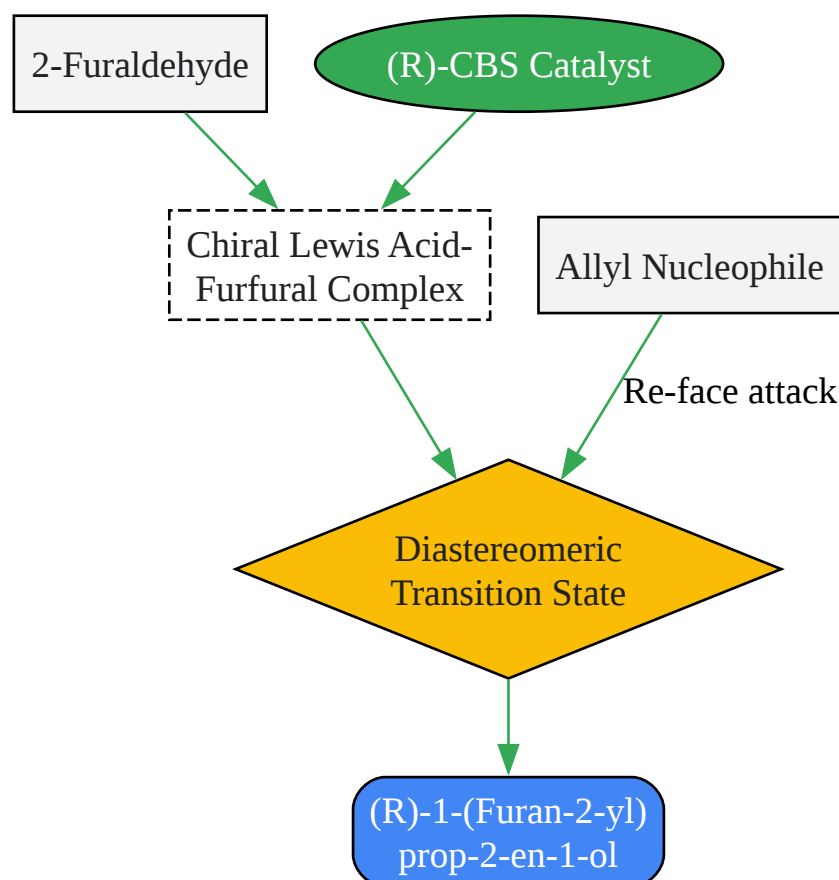 2-Furaldehyde
(R)-CBS Catalyst
Chiral Lewis Acid-
Furfural Complex
Allyl Nucleophile
Re-face attack
Diastereomeric
Transition State
(R)-1-(Furan-2-yl)
prop-2-en-1-ol